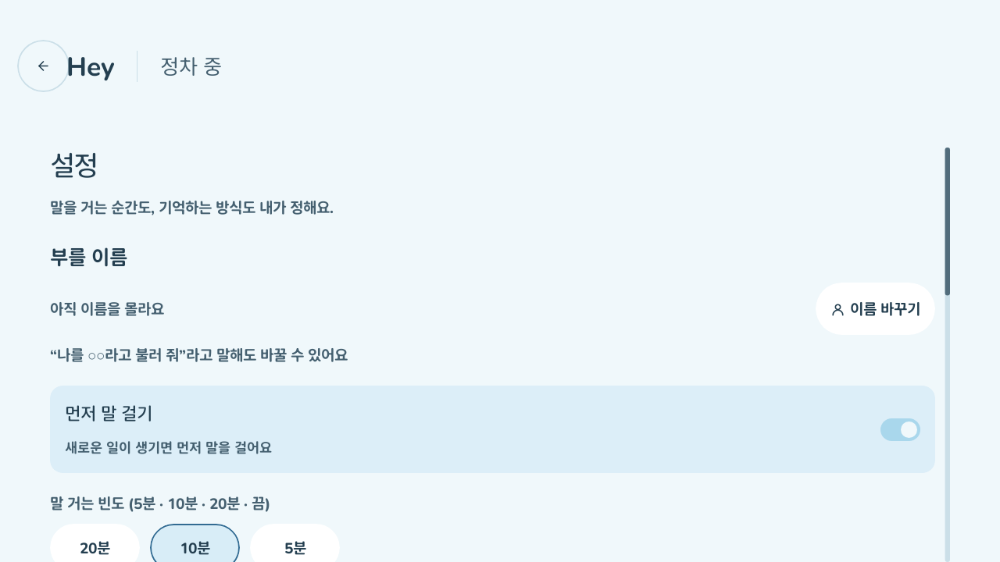 Hey
정차 중
설정
말을 거는 순간도, 기억하는 방식도 내가 정해요.
부를 이름
아직 이름을 몰라요
이름 바꾸기
“나를 ○○라고 불러 줘”라고 말해도 바꿀 수 있어요
먼저 말 걸기
새로운 일이 생기면 먼저 말을 걸어요
말 거는 빈도 (5분 · 10분 · 20분 · 끔)
20분
10분
5분